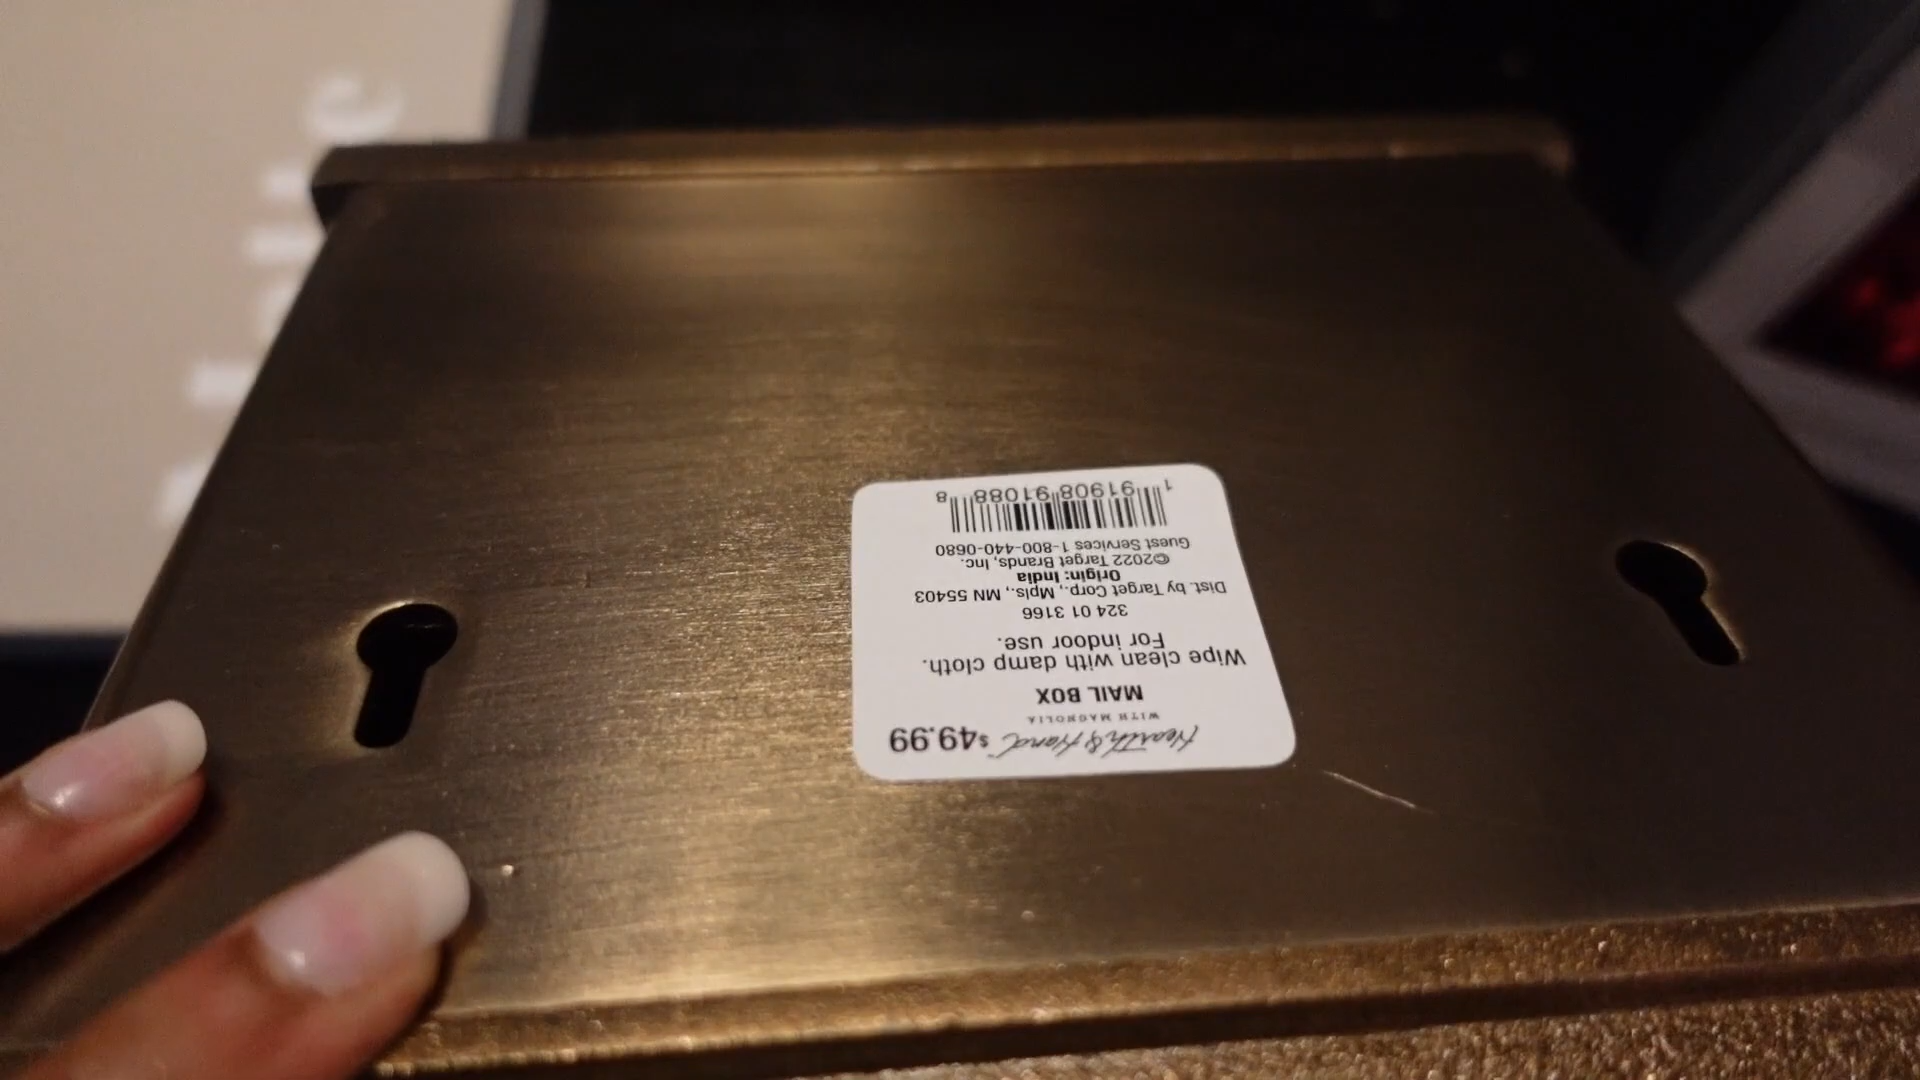 Hearth & Hand™ $49.99
WITH MAGNOLIA
MAIL BOX
Wipe clean with damp cloth.
For indoor use.
324 01 3166
Dist. by Target Corp., Mpls., MN 55403
Origin: India
©2022 Target Brands, Inc.
Guest Services 1-800-440-0680
1 91908 91088 8